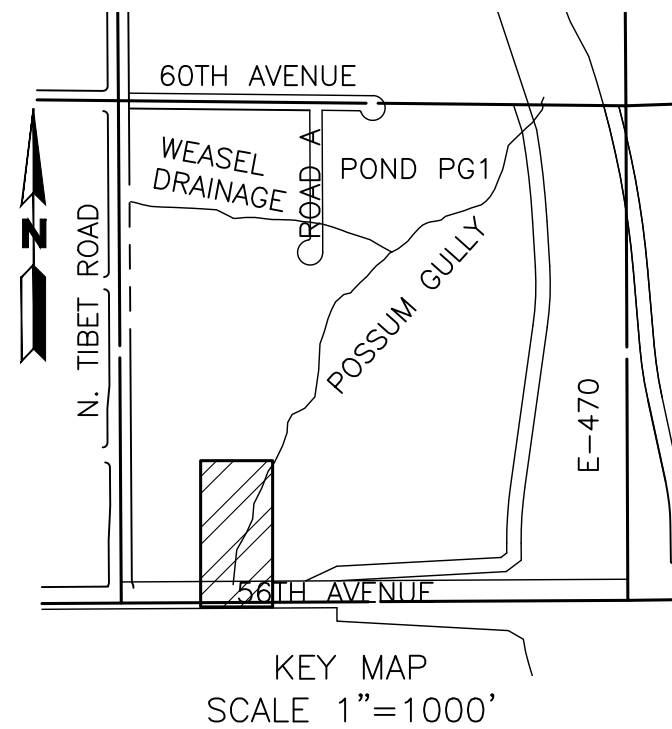 60TH AVENUE
WEASEL
DRAINAGE
ROAD A
POND PG1
N
N. TIBET ROAD
POSSUM GULLY
E-470
56TH AVENUE
KEY MAP
SCALE 1"=1000'